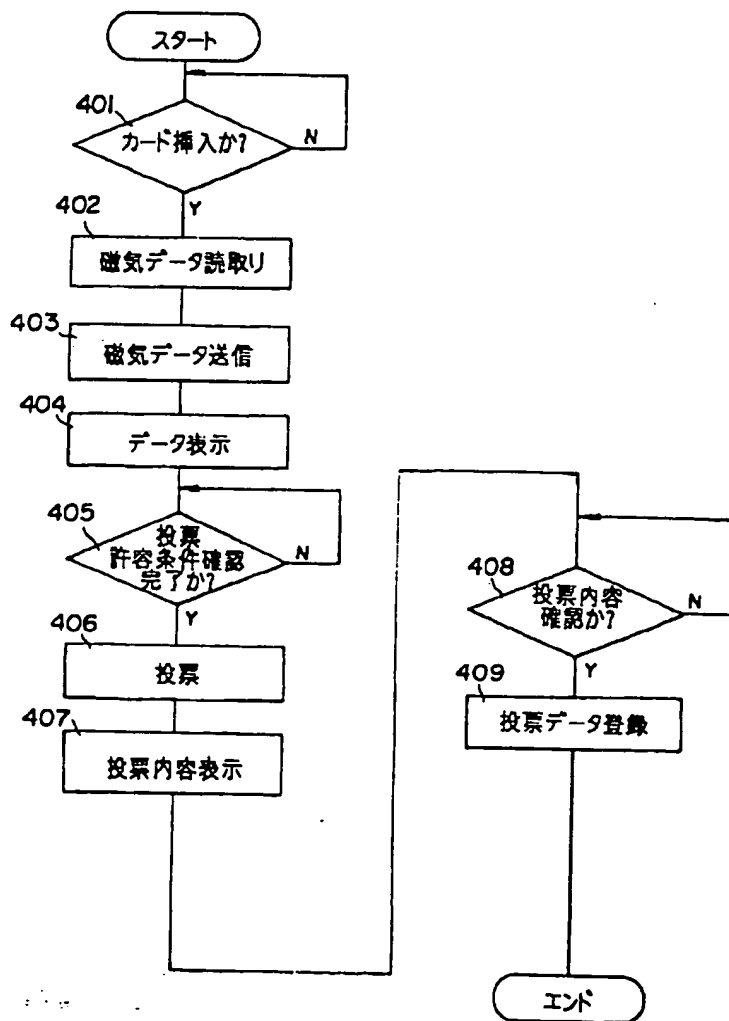 スタート
401
カード挿入か?
N
Y
402
磁気データ読取り
403
磁気データ送信
404
データ表示
405
投票
許容条件確認
完了か?
N
Y
406
投票
407
投票内容表示
408
投票内容
確認か?
N
Y
409
投票データ登録
エンド